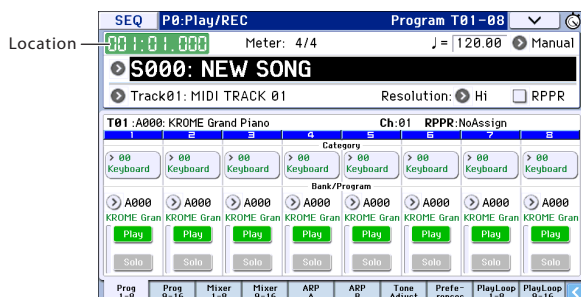 SEQ P0:Play/REC Program T01-08
Location 001:01.000 Meter: 4/4 ♩= 120.00 Manual
S000: NEW SONG
Track01: MIDI TRACK 01 Resolution: Hi RPPR
T01 :A000: KROME Grand Piano Ch:01 RPPR:NoAssign
1 2 3 4 5 6 7 8
Category
00 00 00 00 00 00 00 00
Keyboard Keyboard Keyboard Keyboard Keyboard Keyboard Keyboard Keyboard
Bank/Program
A000 A000 A000 A000 A000 A000 A000 A000
KROME Gran KROME Gran KROME Gran KROME Gran KROME Gran KROME Gran KROME Gran KROME Gran
Play Play Play Play Play Play Play Play
Solo Solo Solo Solo Solo Solo Solo Solo
Prog Prog Mixer Mixer ARP ARP Tone Prefe- PlayLoop PlayLoop
1-8 9-16 1-8 9-16 A B Adjust rences 1-8 9-16